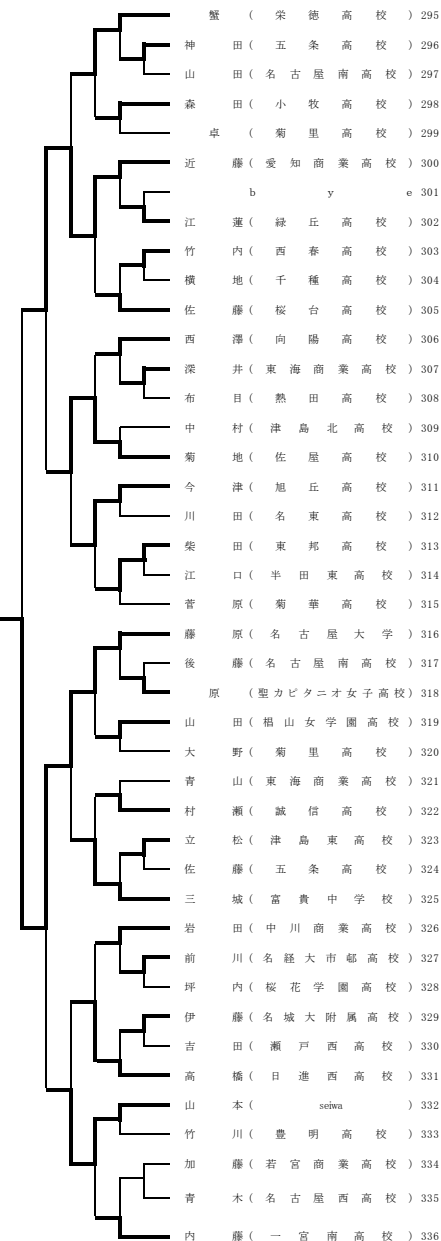 蟹 ( 栄徳高校 ) 295
神田 ( 五条高校 ) 296
山田 ( 名古屋南高校 ) 297
森田 ( 小牧高校 ) 298
卓 ( 菊里高校 ) 299
近藤 ( 愛知商業高校 ) 300
bye 301
江蓮 ( 緑丘高校 ) 302
竹内 ( 西春高校 ) 303
横地 ( 千種高校 ) 304
佐藤 ( 桜台高校 ) 305
西澤 ( 向陽高校 ) 306
深井 ( 東海商業高校 ) 307
布目 ( 熱田高校 ) 308
中村 ( 津島北高校 ) 309
菊地 ( 佐屋高校 ) 310
今津 ( 旭丘高校 ) 311
川田 ( 名東高校 ) 312
柴田 ( 東邦高校 ) 313
江口 ( 半田東高校 ) 314
菅原 ( 菊華高校 ) 315
藤原 ( 名古屋大学 ) 316
後藤 ( 名古屋南高校 ) 317
原 ( 聖カピタニオ女子高校 ) 318
山田 ( 椙山女学園高校 ) 319
大野 ( 菊里高校 ) 320
青山 ( 東海商業高校 ) 321
村瀬 ( 誠信高校 ) 322
立松 ( 津島東高校 ) 323
佐藤 ( 五条高校 ) 324
三城 ( 富貴中学校 ) 325
岩田 ( 中川商業高校 ) 326
前川 ( 名経大市邨高校 ) 327
坪内 ( 桜花学園高校 ) 328
伊藤 ( 名城大附属高校 ) 329
吉田 ( 瀬戸西高校 ) 330
高橋 ( 日進西高校 ) 331
山本 ( seiwa ) 332
竹川 ( 豊明高校 ) 333
加藤 ( 若宮商業高校 ) 334
青木 ( 名古屋西高校 ) 335
内藤 ( 一宮南高校 ) 336